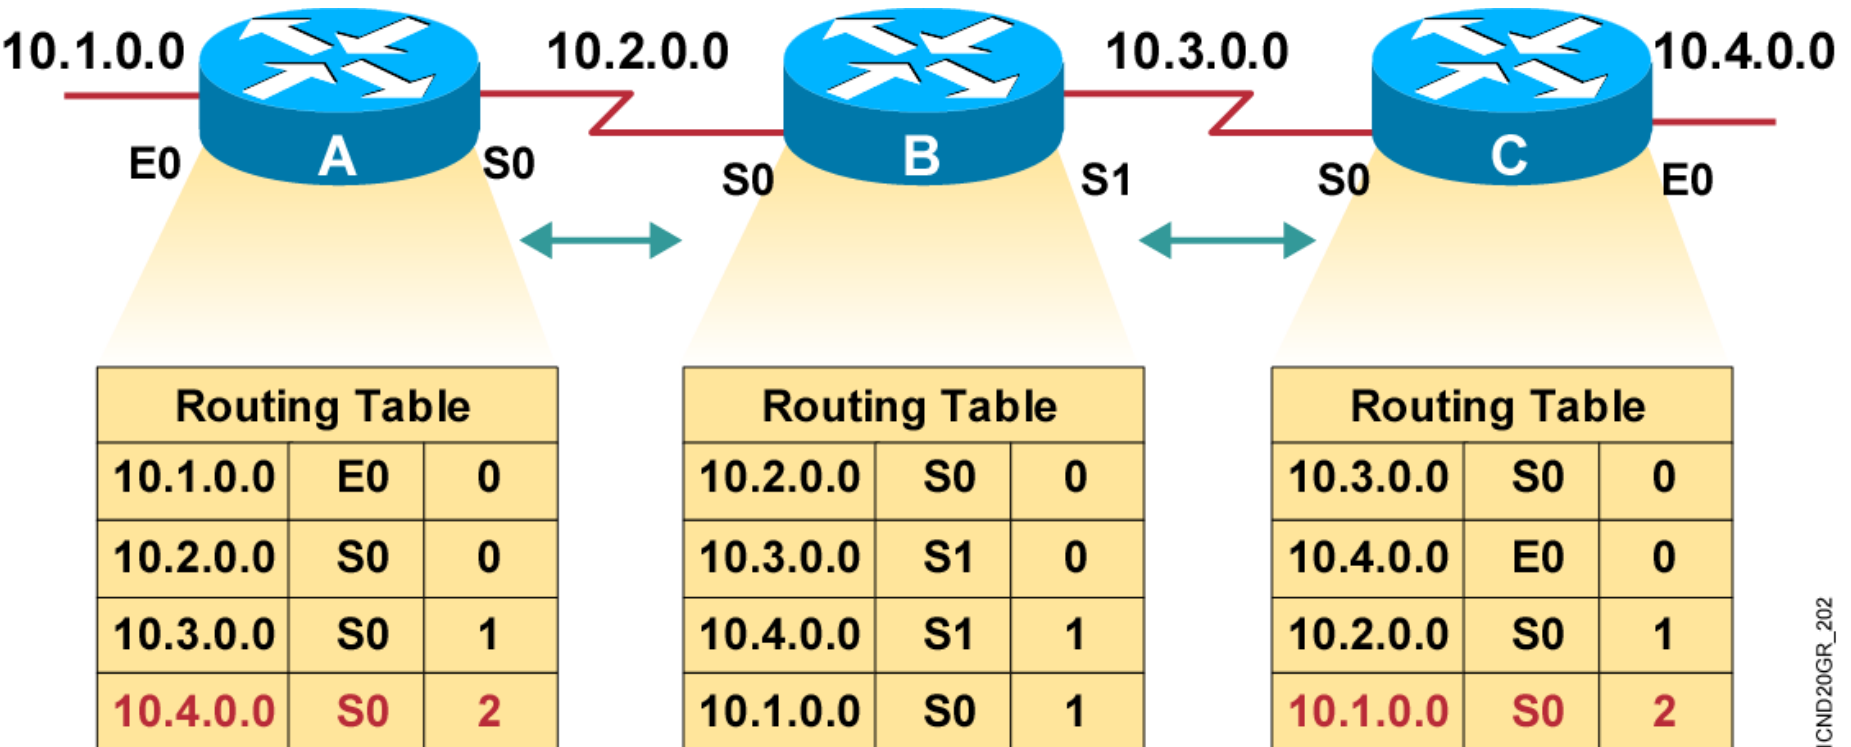 10.1.0.0 10.2.0.0 10.3.0.0 10.4.0.0
A B C
E0 S0 S0 S1 S0 E0
Routing Table
10.1.0.0 E0 0
10.2.0.0 S0 0
10.3.0.0 S0 1
10.4.0.0 S0 2
Routing Table
10.2.0.0 S0 0
10.3.0.0 S1 0
10.4.0.0 S1 1
10.1.0.0 S0 1
Routing Table
10.3.0.0 S0 0
10.4.0.0 E0 0
10.2.0.0 S0 1
10.1.0.0 S0 2
ICND20GR_202